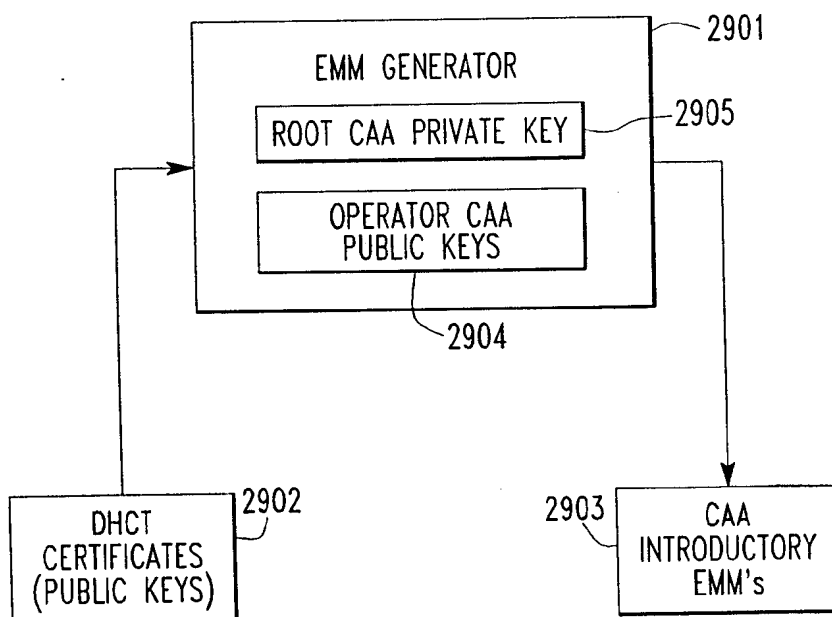 2901
EMM GENERATOR
ROOT CAA PRIVATE KEY
2905
OPERATOR CAA
PUBLIC KEYS
2904
DHCT
CERTIFICATES
(PUBLIC KEYS)
2902
2903
CAA
INTRODUCTORY
EMM's